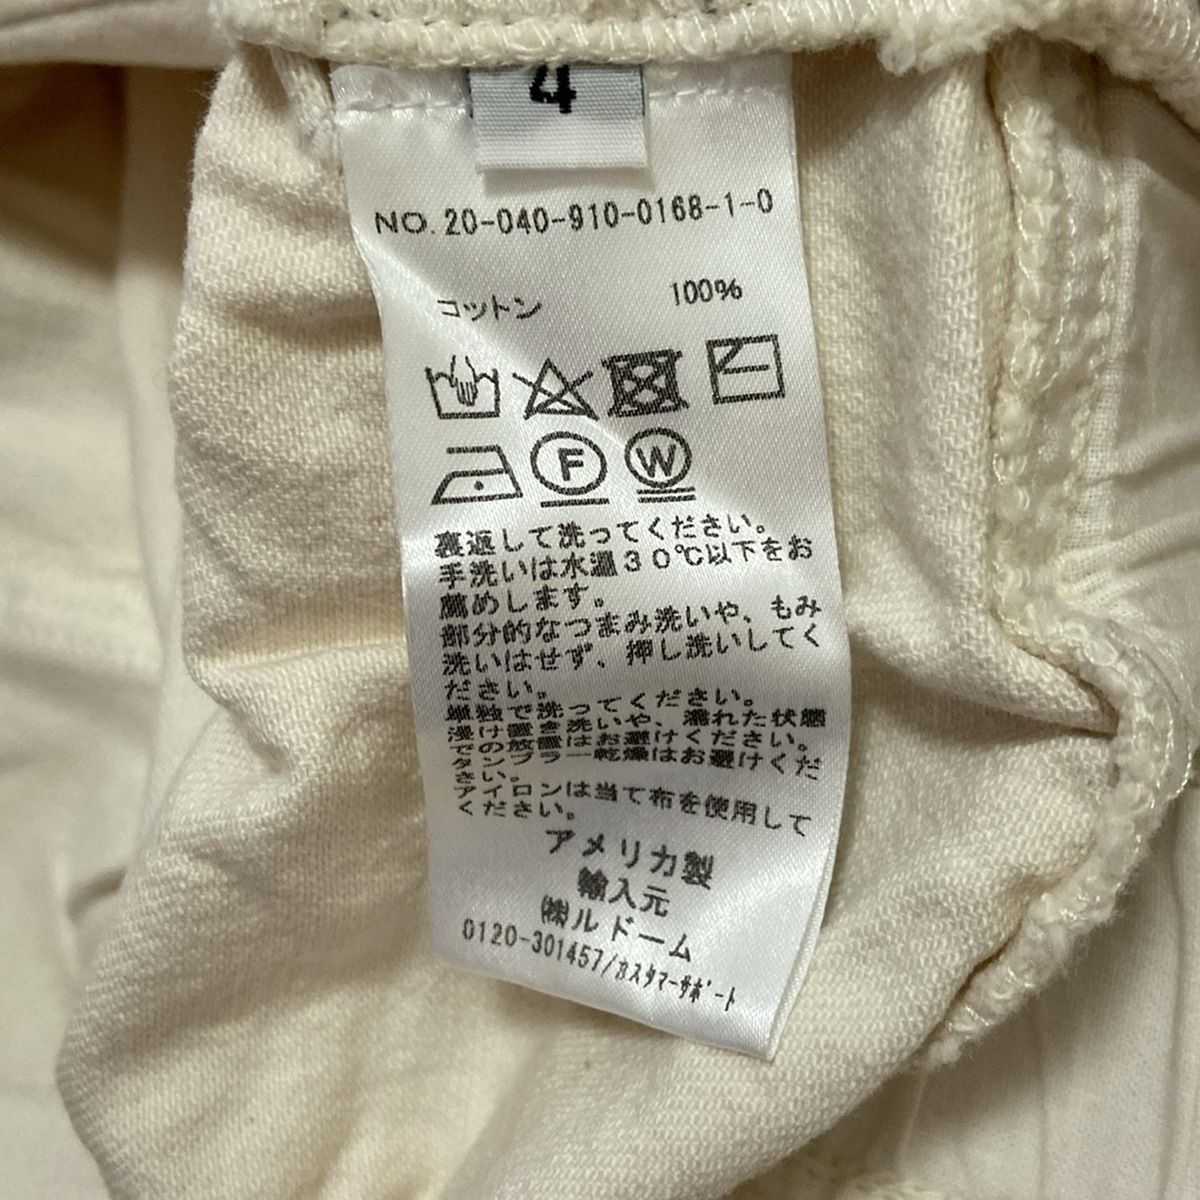 4
NO. 20-040-910-0168-1-0
コットン 100%
F W
裏返して洗ってください。
手洗いは水温30℃以下をお
薦めします。
部分的なつまみ洗いや、もみ
洗いはせず、押し洗いしてく
ださい。
単独で洗ってください。
浸け置き洗いや、濡れた状態
での放置はお避けください。
タンブラー乾燥はお避けくだ
さい。
アイロンは当て布を使用して
ください。
アメリカ製
輸入元
㈱ルドーム
0120-301457/カスタマーサポート